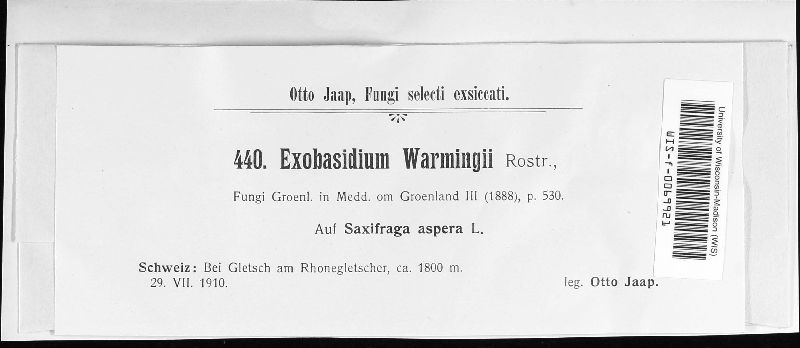 Otto Jaap, Fungi selecti exsiccati.
440. Exobasidium Warmingii Rostr.,
Fungi Groenl. in Medd. om Groenland III (1888), p. 530.
Auf Saxifraga aspera L.
Schweiz: Bei Gletsch am Rhonegletscher, ca. 1800 m.
29. VII. 1910.
leg. Otto Jaap.
University of Wisconsin-Madison (WIS)
WIS-f-0069921